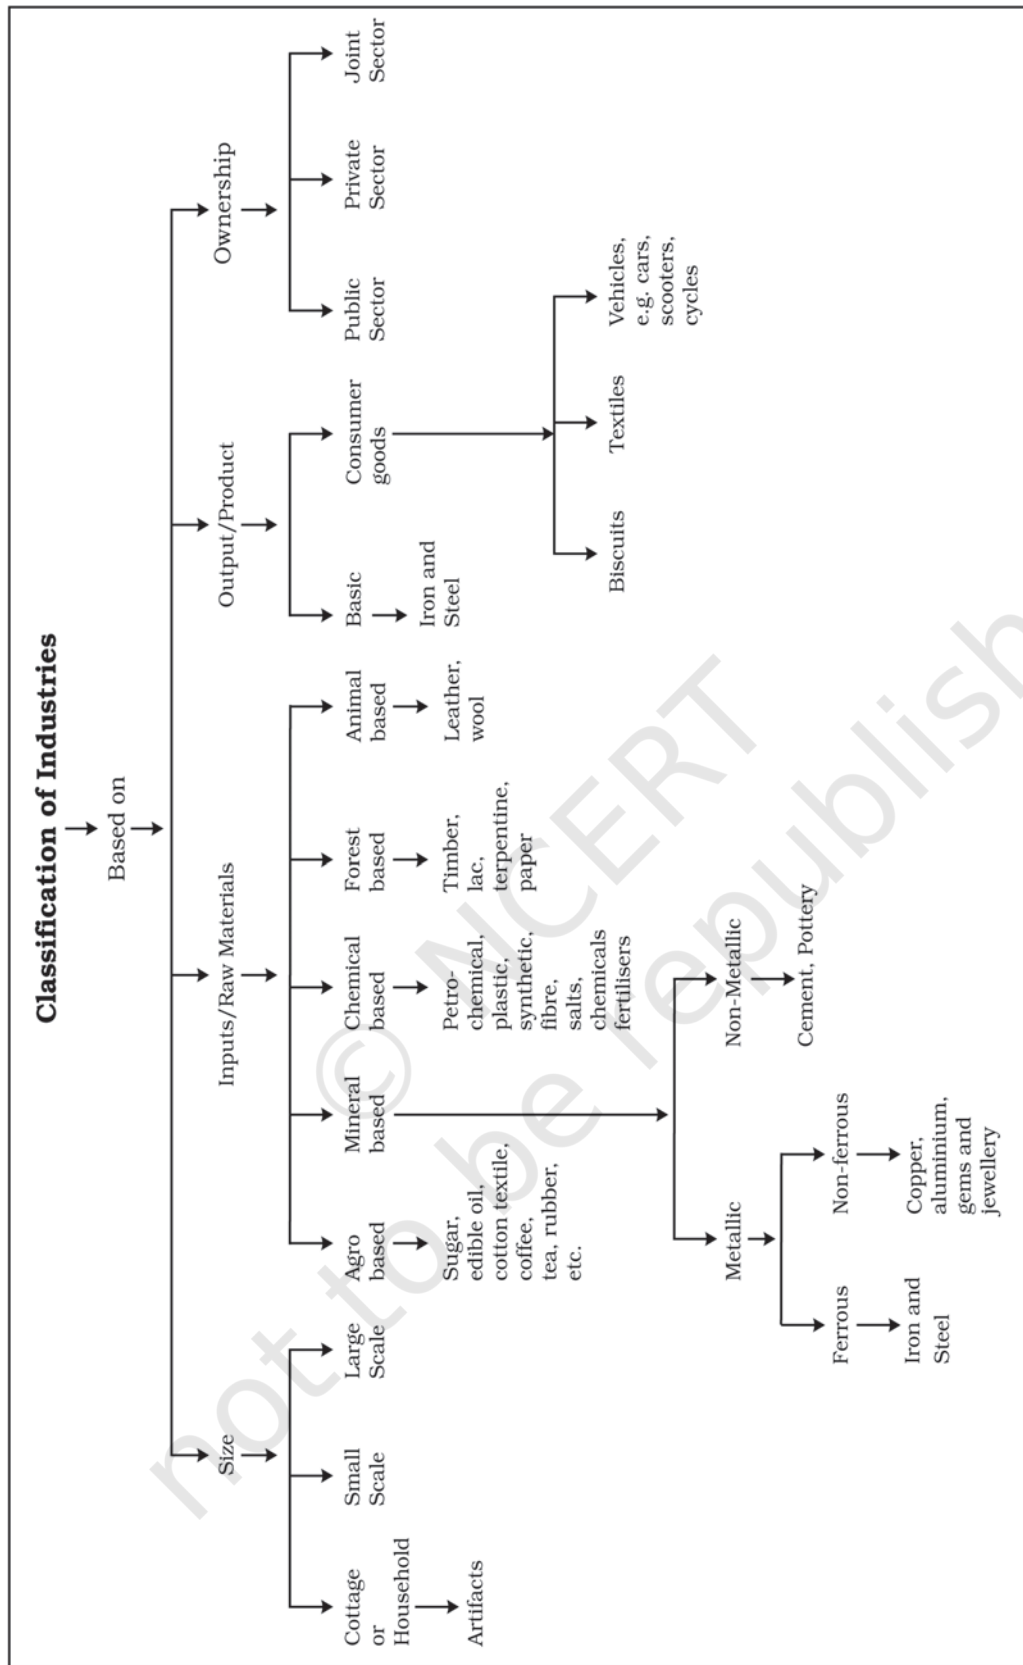 Classification of Industries
Based on
Size
Inputs/Raw Materials
Output/Product
Ownership
Cottage
or
Household
Small
Scale
Large
Scale
Agro
based
Mineral
based
Chemical
based
Forest
based
Animal
based
Basic
Consumer
goods
Public
Sector
Private
Sector
Joint
Sector
Artifacts
Sugar,
edible oil,
cotton textile,
coffee,
tea, rubber,
etc.
Petro-
chemical,
plastic,
synthetic,
fibre,
salts,
chemicals
fertilisers
Timber,
lac,
terpentine,
paper
Leather,
wool
Iron and
Steel
Biscuits
Textiles
Vehicles,
e.g. cars,
scooters,
cycles
Metallic
Non-Metallic
Ferrous
Non-ferrous
Cement, Pottery
Iron and
Steel
Copper,
aluminium,
gems and
jewellery
© NCERT
not to be republish